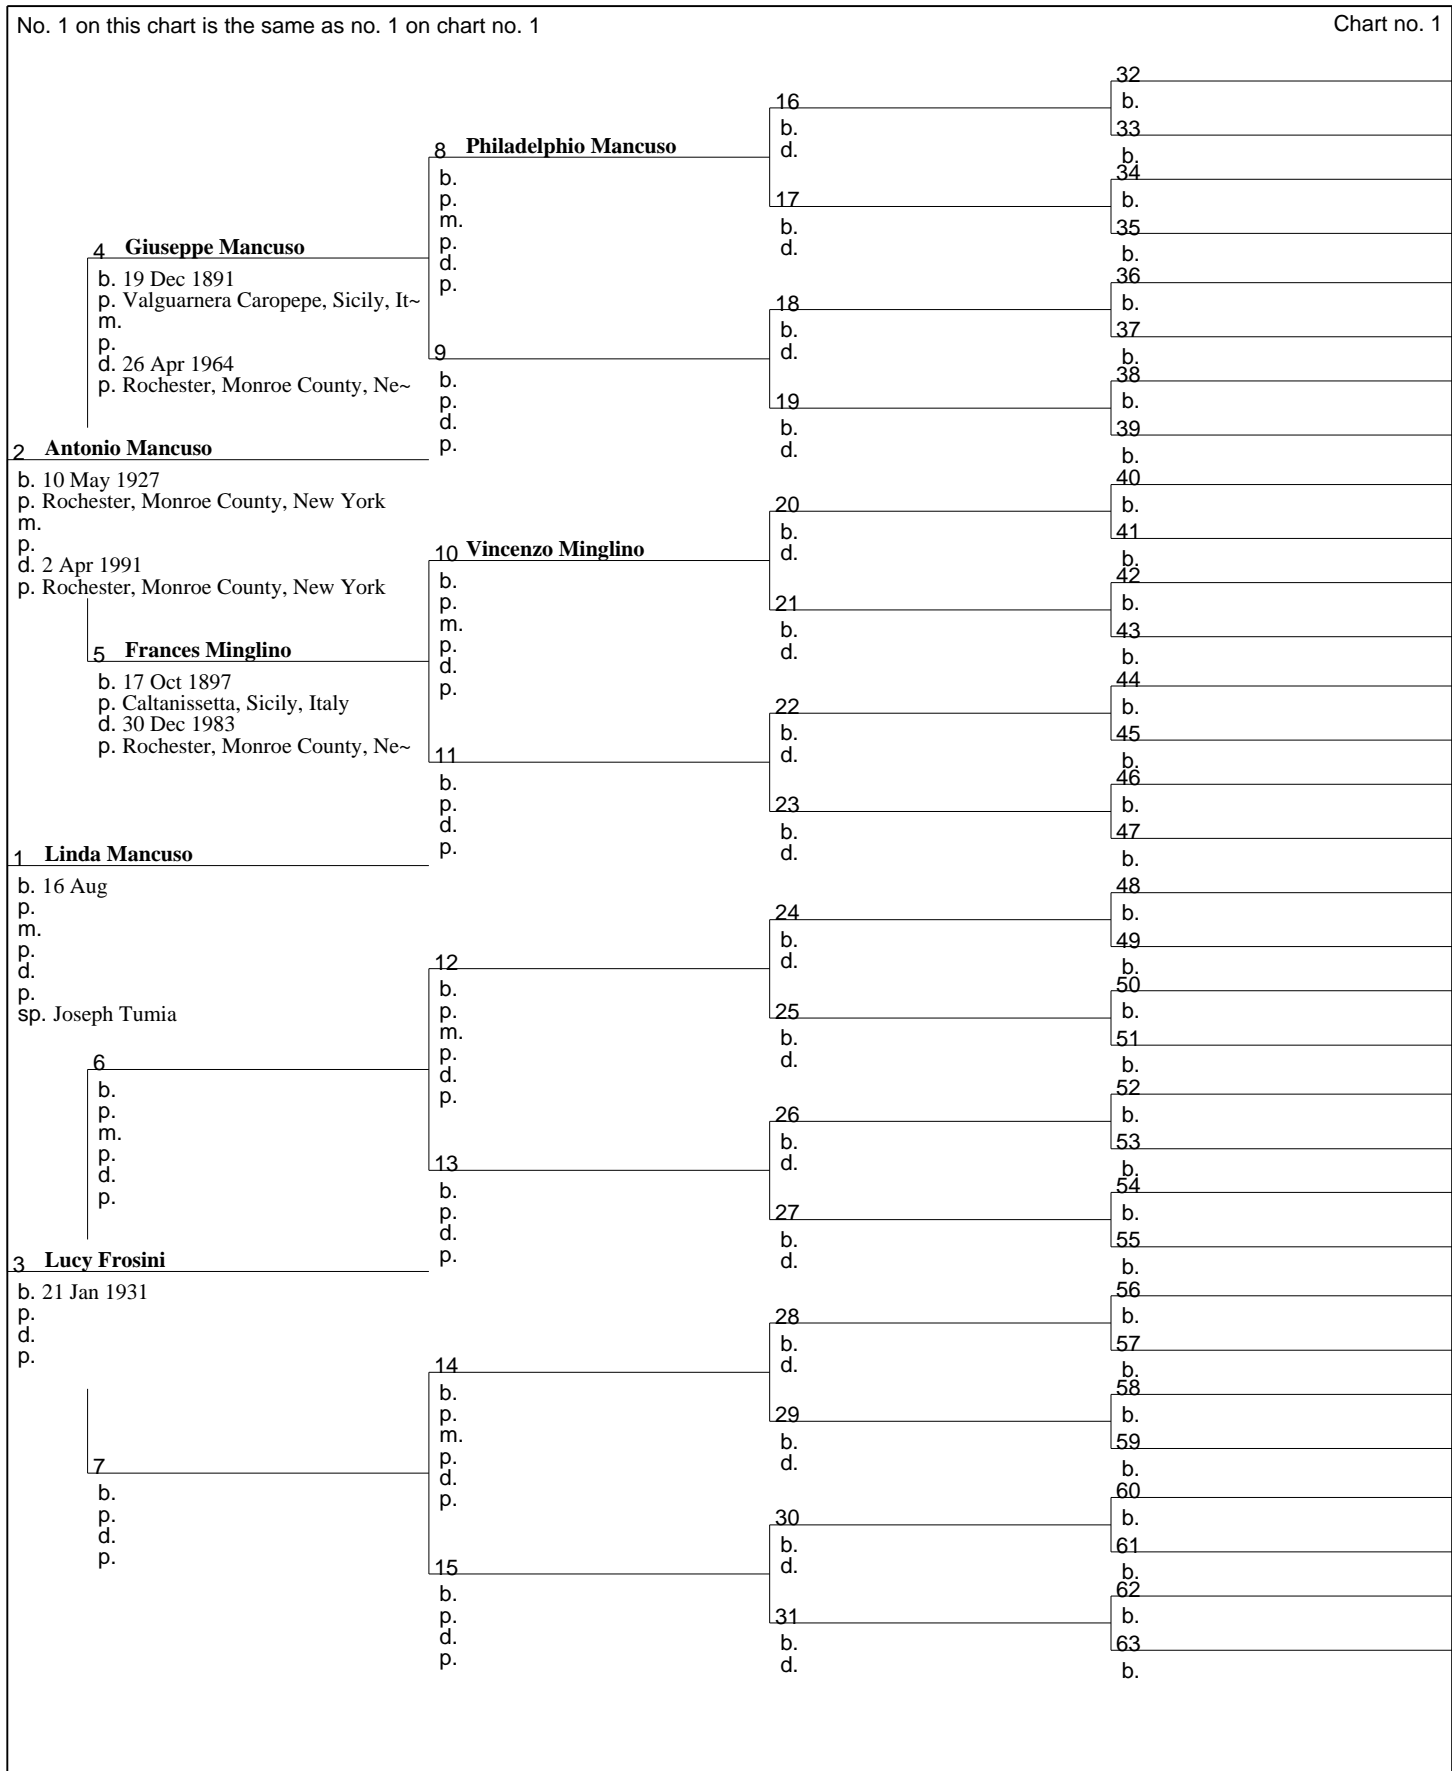 No. 1 on this chart is the same as no. 1 on chart no. 1
Chart no. 1
4 Giuseppe Mancuso
b. 19 Dec 1891
p. Valguarnera Caropepe, Sicily, It~
m.
p.
d. 26 Apr 1964
p. Rochester, Monroe County, Ne~
2 Antonio Mancuso
b. 10 May 1927
p. Rochester, Monroe County, New York
m.
p.
d. 2 Apr 1991
p. Rochester, Monroe County, New York
5 Frances Minglino
b. 17 Oct 1897
p. Caltanissetta, Sicily, Italy
d. 30 Dec 1983
p. Rochester, Monroe County, Ne~
1 Linda Mancuso
b. 16 Aug
p.
m.
p.
d.
p.
sp. Joseph Tumia
6
b.
p.
m.
p.
d.
p.
3 Lucy Frosini
b. 21 Jan 1931
p.
d.
p.
7
b.
p.
d.
p.
8 Philadelphio Mancuso
b.
p.
m.
p.
d.
p.
9
b.
p.
d.
p.
10 Vincenzo Minglino
b.
p.
m.
p.
d.
p.
11
b.
p.
d.
p.
12
b.
p.
m.
p.
d.
p.
13
b.
p.
d.
p.
14
b.
p.
m.
p.
d.
p.
15
b.
p.
d.
p.
16
b.
d.
17
b.
d.
18
b.
d.
19
b.
d.
20
b.
d.
21
b.
d.
22
b.
d.
23
b.
d.
24
b.
d.
25
b.
d.
26
b.
d.
27
b.
d.
28
b.
d.
29
b.
d.
30
b.
d.
31
b.
d.
32
b.
33
b.
34
b.
35
b.
36
b.
37
b.
38
b.
39
b.
40
b.
41
b.
42
b.
43
b.
44
b.
45
b.
46
b.
47
b.
48
b.
49
b.
50
b.
51
b.
52
b.
53
b.
54
b.
55
b.
56
b.
57
b.
58
b.
59
b.
60
b.
61
b.
62
b.
63
b.